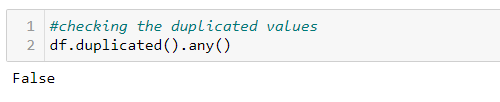 1 #checking the duplicated values
2 df.duplicated().any()
False